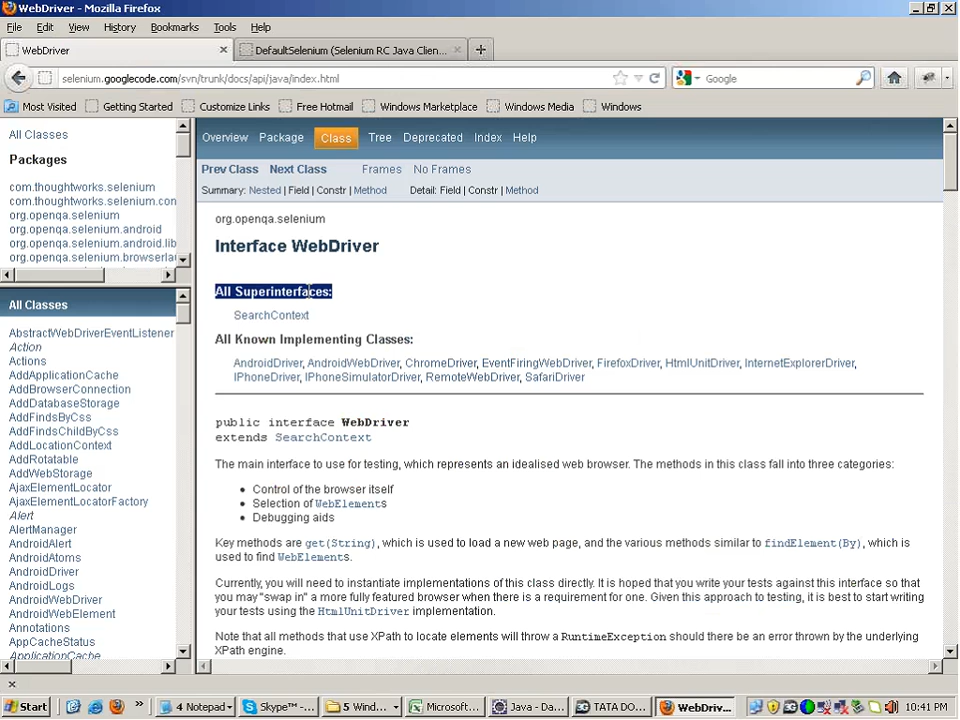 WebDriver - Mozilla Firefox
File Edit View History Bookmarks Tools Help
WebDriver
DefaultSelenium (Selenium RC Java Clien...
selenium.googlecode.com/svn/trunk/docs/api/java/index.html
Google
Most Visited Getting Started Customize Links Free Hotmail Windows Marketplace Windows Media Windows
All Classes
Packages
com.thoughtworks.selenium
com.thoughtworks.selenium.con
org.openqa.selenium
org.openqa.selenium.android
org.openqa.selenium.android.lib
org.openqa.selenium.browserlau
All Classes
AbstractWebDriverEventListener
Action
Actions
AddApplicationCache
AddBrowserConnection
AddDatabaseStorage
AddFindsByCss
AddFindsChildByCss
AddLocationContext
AddRotatable
AddWebStorage
AjaxElementLocator
AjaxElementLocatorFactory
Alert
AlertManager
AndroidAlert
AndroidAtoms
AndroidDriver
AndroidLogs
AndroidWebDriver
AndroidWebElement
Annotations
AppCacheStatus
ApplicationCache
Overview Package Class Tree Deprecated Index Help
Prev Class Next Class Frames No Frames
Summary: Nested | Field | Constr | Method Detail: Field | Constr | Method
org.openqa.selenium
Interface WebDriver
All Superinterfaces:
SearchContext
All Known Implementing Classes:
AndroidDriver, AndroidWebDriver, ChromeDriver, EventFiringWebDriver, FirefoxDriver, HtmlUnitDriver, InternetExplorerDriver,
IPhoneDriver, IPhoneSimulatorDriver, RemoteWebDriver, SafariDriver
public interface WebDriver
extends SearchContext
The main interface to use for testing, which represents an idealised web browser. The methods in this class fall into three categories:
• Control of the browser itself
• Selection of WebElements
• Debugging aids
Key methods are get(String), which is used to load a new web page, and the various methods similar to findElement(By), which is
used to find WebElements.
Currently, you will need to instantiate implementations of this class directly. It is hoped that you write your tests against this interface so that
you may "swap in" a more fully featured browser when there is a requirement for one. Given this approach to testing, it is best to start writing
your tests using the HtmlUnitDriver implementation.
Note that all methods that use XPath to locate elements will throw a RuntimeException should there be an error thrown by the underlying
XPath engine.
Start 4 Notepad Skype™ -... 5 Wind... Microsoft... Java - Da... TATA DO... WebDriv... 10:41 PM